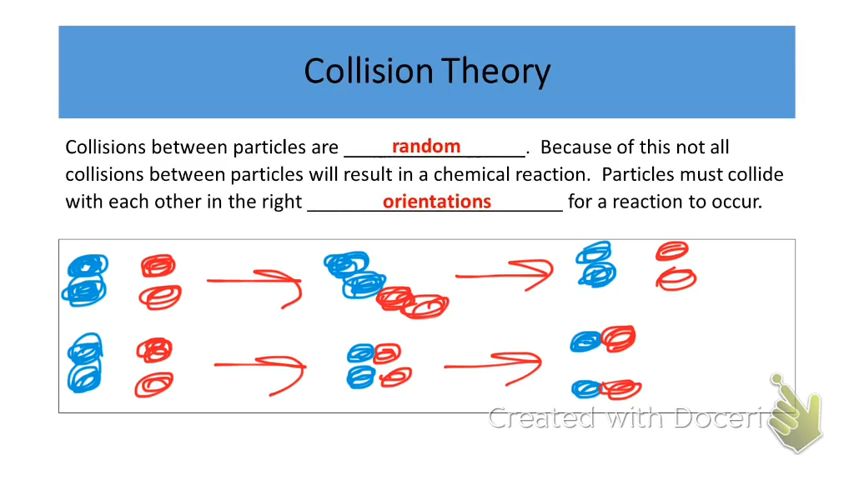 Collision Theory
Collisions between particles are random. Because of this not all
collisions between particles will result in a chemical reaction. Particles must collide
with each other in the right orientations for a reaction to occur.
Created with Doceri